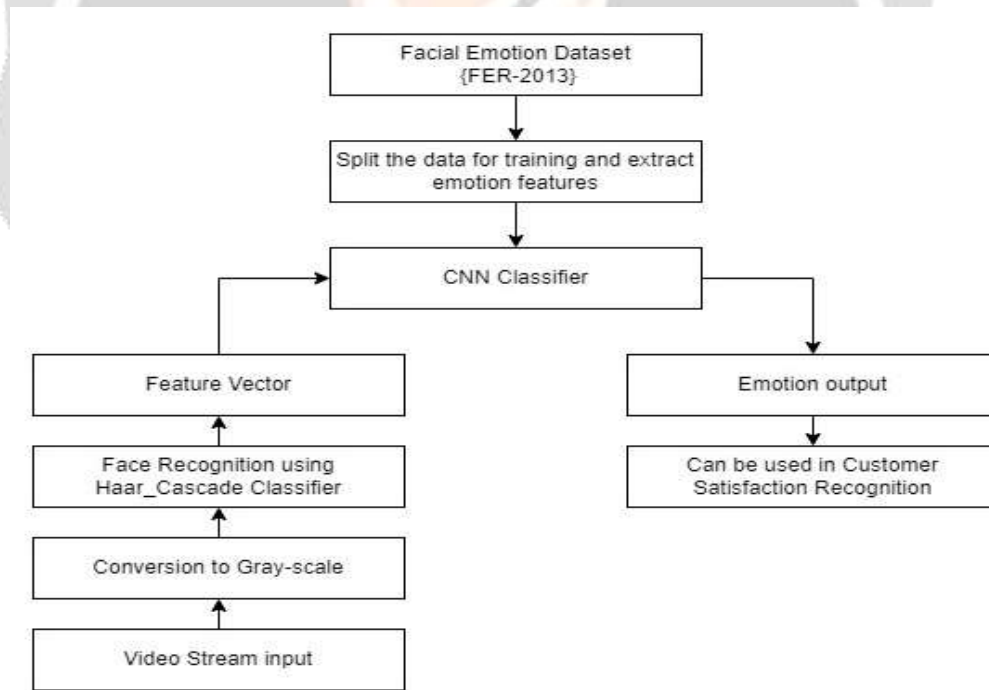 Facial Emotion Dataset
{FER-2013}
Split the data for training and extract
emotion features
CNN Classifier
Feature Vector
Emotion output
Face Recognition using
Haar_Cascade Classifier
Can be used in Customer
Satisfaction Recognition
Conversion to Gray-scale
Video Stream input